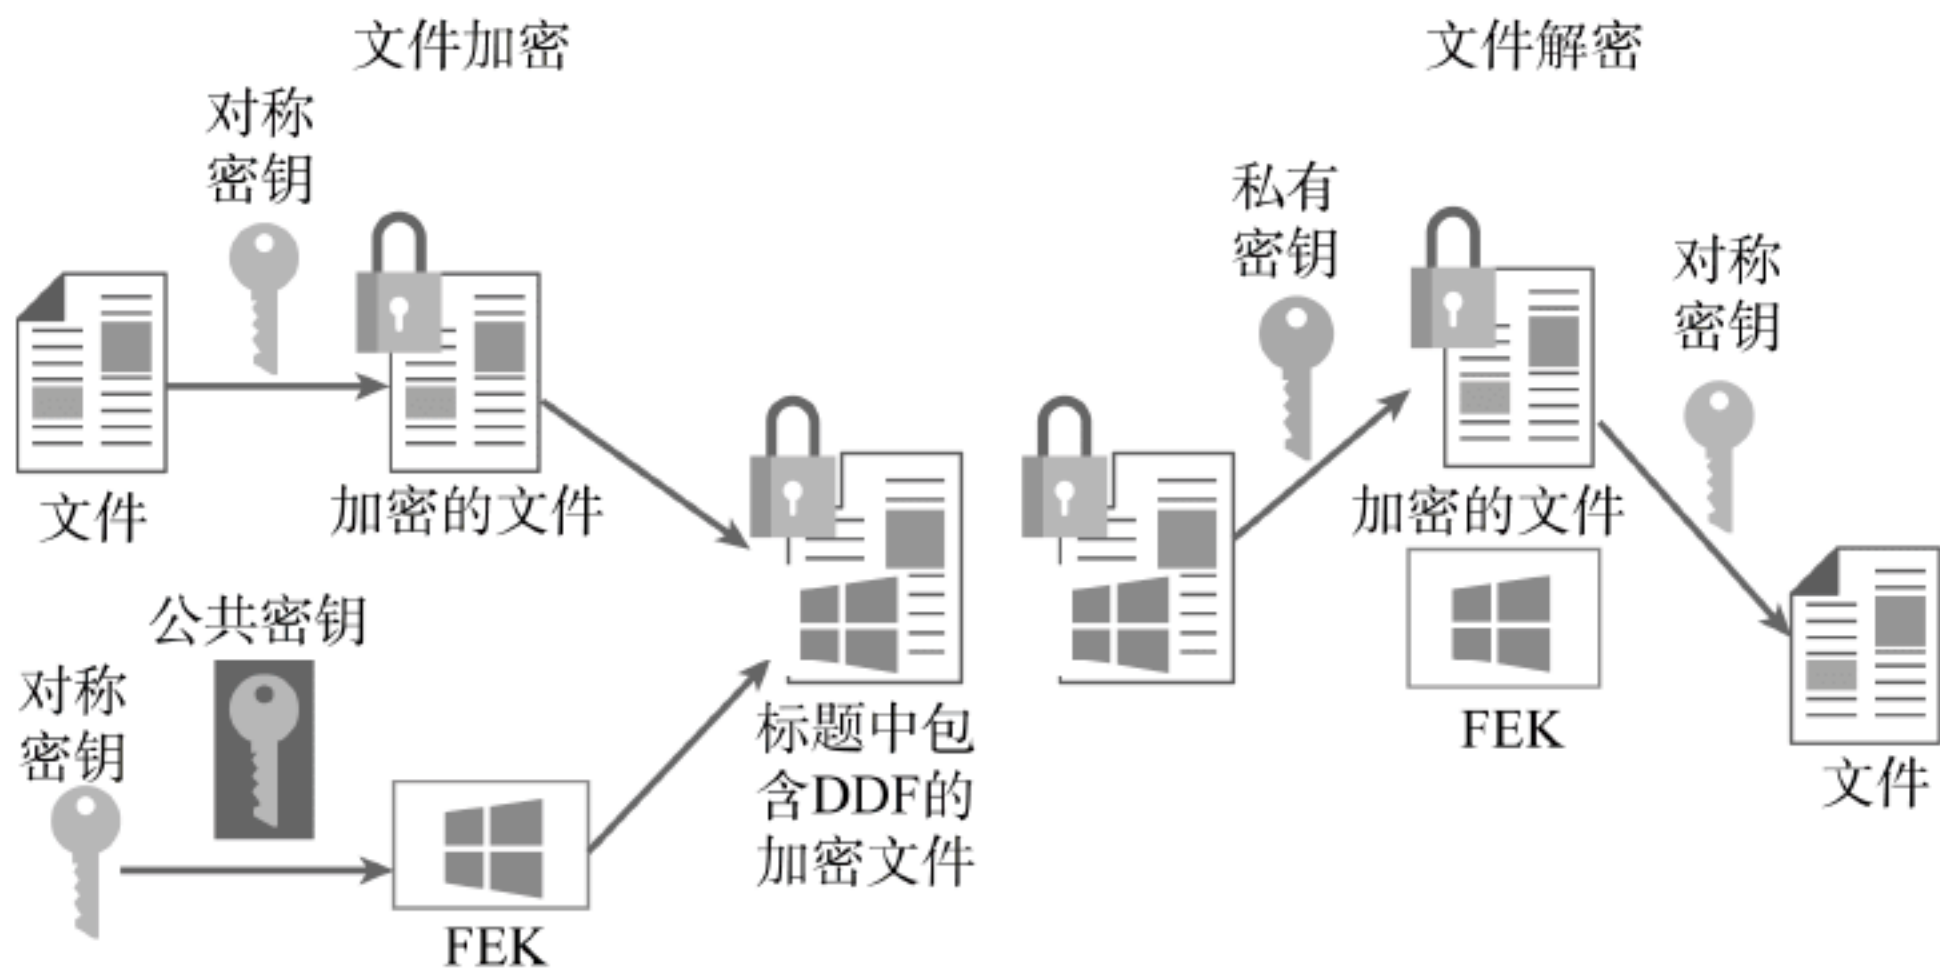 文件加密
对称
密钥
文件
加密的文件
公共密钥
对称
密钥
FEK
标题中包
含DDF的
加密文件
文件解密
私有
密钥
加密的文件
FEK
对称
密钥
文件